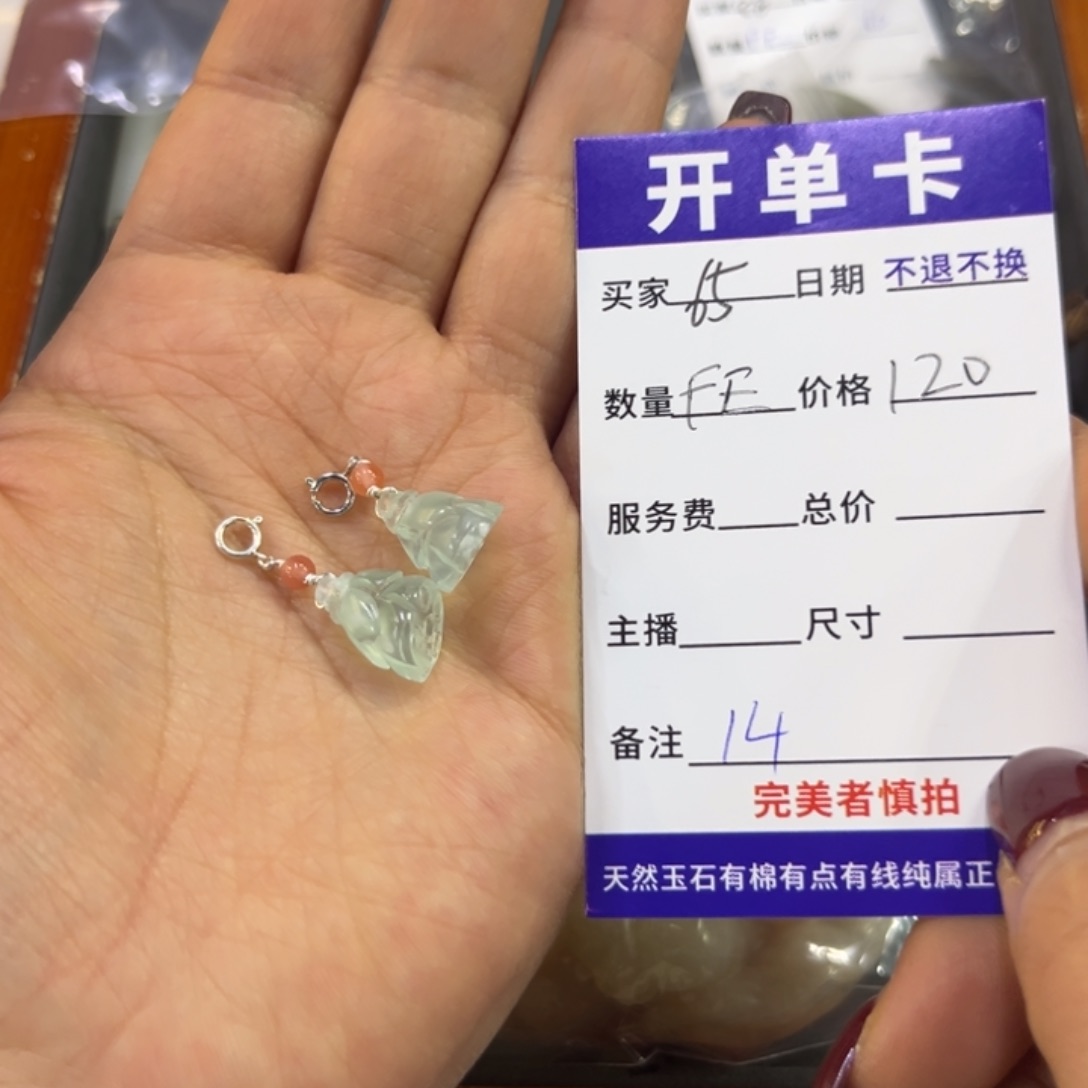 开单卡
买家 65 日期 不退不换
数量 FE 价格 120
服务费 总价
主播 尺寸
备注 14
完美者慎拍
天然玉石有棉有点有线纯属正